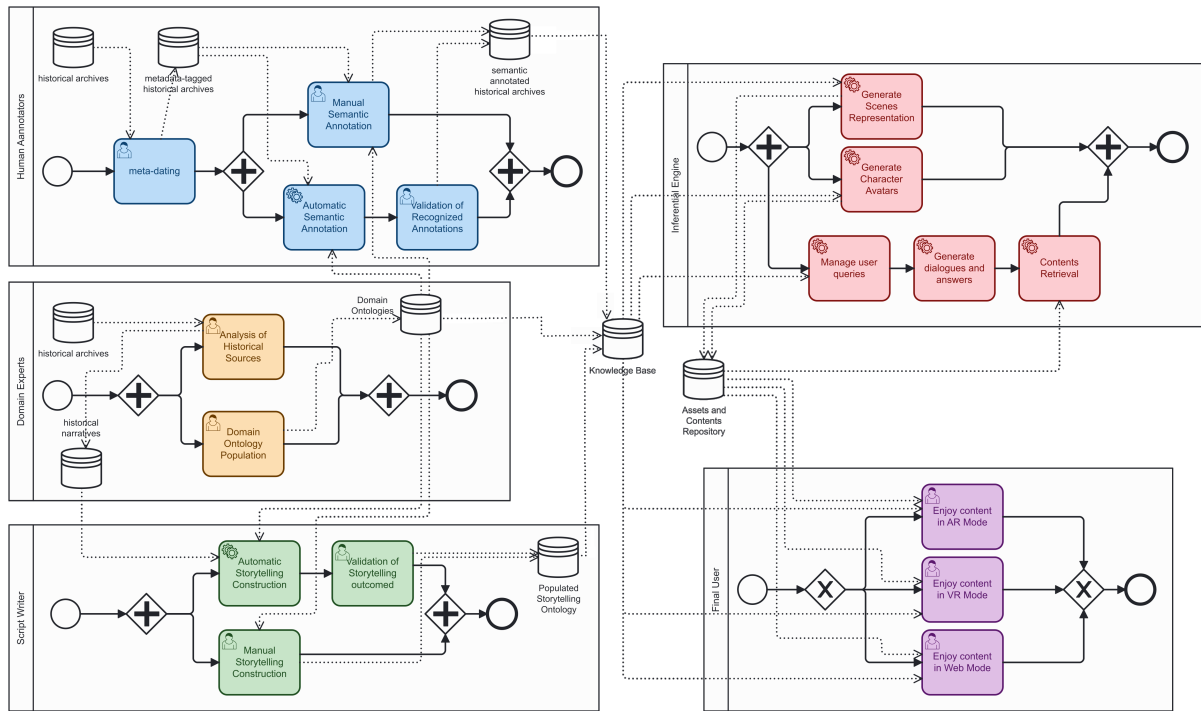 Human Aannotators
historical archives
metadata-tagged
historical archives
semantic
annotated
historical archives
meta-dating
Manual
Semantic
Annotation
Automatic
Semantic
Annotation
Validation of
Recognized
Annotations
Domain Experts
historical archives
Analysis of
Historical
Sources
Domain
Ontologies
historical
narratives
Domain
Ontology
Population
Script Writer
Automatic
Storytelling
Construction
Validation of
Storytelling
outcomed
Manual
Storytelling
Construction
Populated
Storytelling
Ontology
Knowledge Base
Inferential Engine
Generate
Scenes
Representation
Generate
Character
Avatars
Manage user
queries
Generate
dialogues and
answers
Contents
Retrieval
Assets and
Contents
Repository
Final User
Enjoy content
in AR Mode
Enjoy content
in VR Mode
Enjoy content
in Web Mode